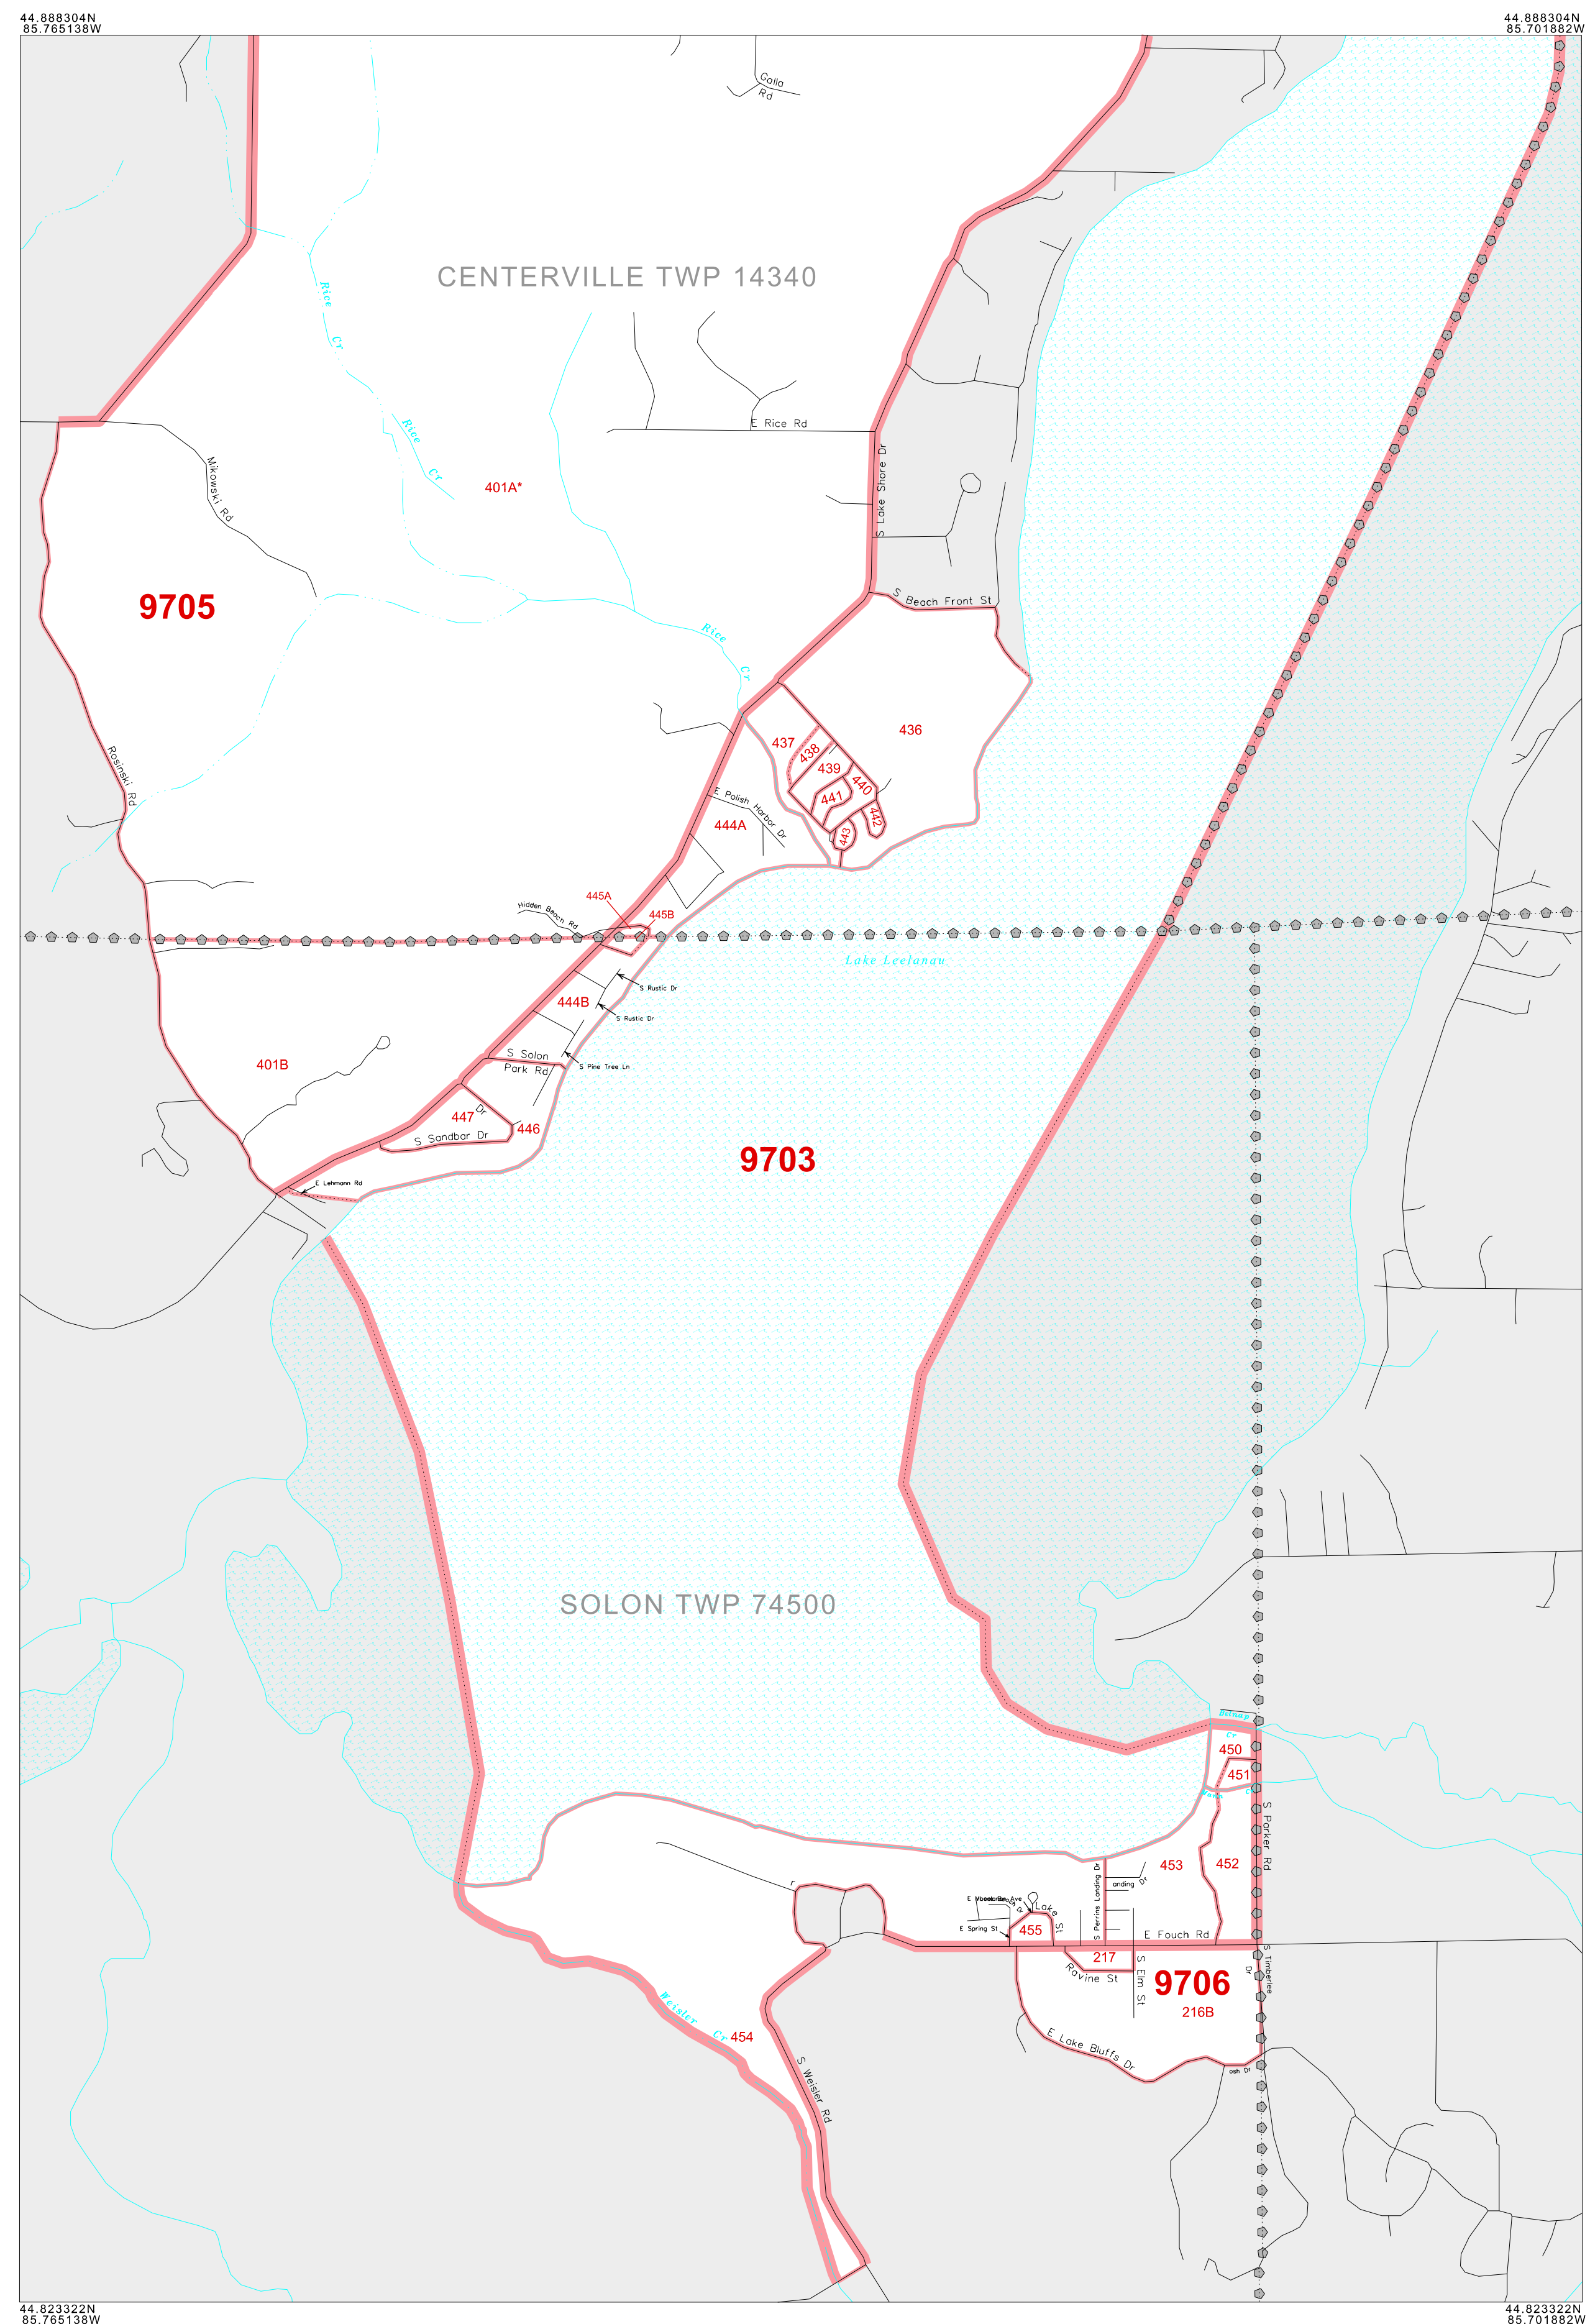 44.888304N
85.765138W
44.888304N
85.701882W
Galla
Rd
CENTERVILLE TWP 14340
Rice
Cr
Rice
Cr
E Rice Rd
S Lake Shore Dr
Mikowski Rd
401A*
9705
S Beach Front St
Rice
Cr
436
437
438
439
440
441
442
443
E Polish Harbor Dr
444A
Rosinski Rd
445A
445B
Hidden Beach Rd
Lake Leelanau
S Rustic Dr
444B
S Rustic Dr
S Solon
Park Rd
S Pine Tree Ln
401B
447
Dr
446
S Sandbar Dr
9703
E Lehmann Rd
SOLON TWP 74500
Cr
450
451
S Parker Rd
453
452
S Perrins Landing Dr
anding Dr
r
Lake St
E Spring St
455
E Fouch Rd
217
Ravine St
S Elm St
9706
216B
S Timberlee
Dr
E Lake Bluffs Dr
osh Dr
Weisler
Cr
454
S Weisler Rd
44.823322N
85.765138W
44.823322N
85.701882W